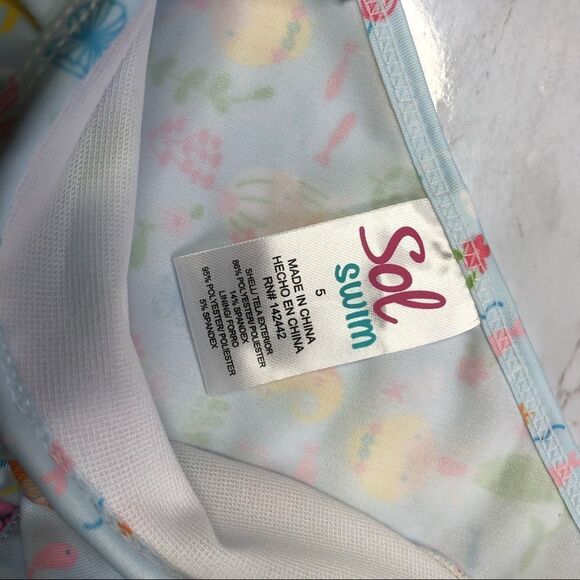 Sol
swim
5
MADE IN CHINA
HECHO EN CHINA
RN# 142442
SHELL/ TELA EXTERIOR
86% POLYESTER/ POLIESTER
14% SPANDEX
LINING/ FORRO
95% POLYESTER/ POLIESTER
5% SPANDEX